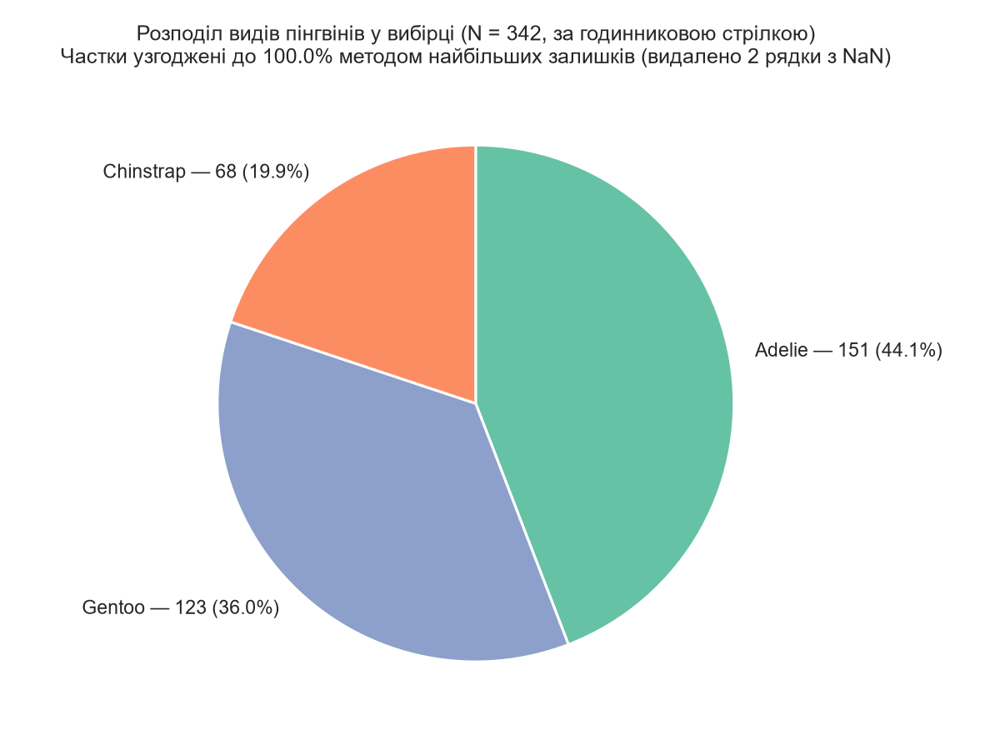 Розподіл видів пінгвінів у вибірці (N = 342, за годинниковою стрілкою)
Частки узгоджені до 100.0% методом найбільших залишків (видалено 2 рядки з NaN)
Chinstrap — 68 (19.9%)
Adelie — 151 (44.1%)
Gentoo — 123 (36.0%)